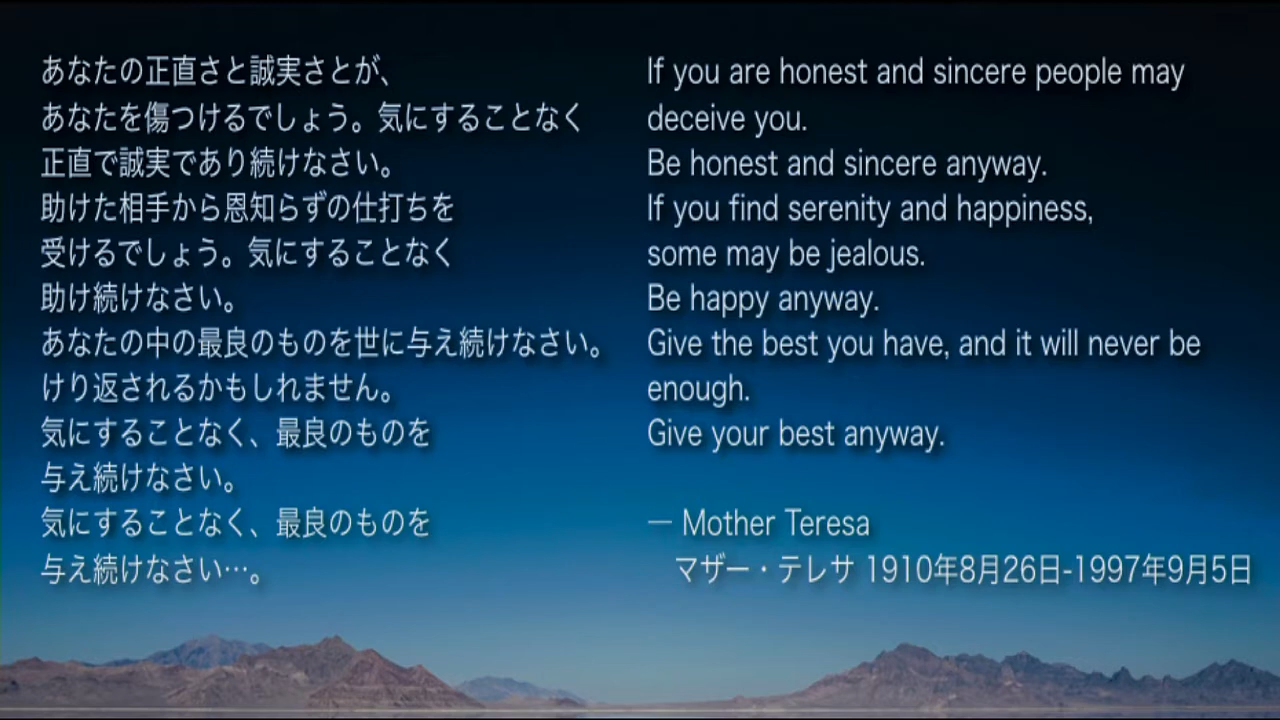 あなたの正直さと誠実さとが、
あなたを傷つけるでしょう。気にすることなく
正直で誠実であり続けなさい。
助けた相手から恩知らずの仕打ちを
受けるでしょう。気にすることなく
助け続けなさい。
あなたの中の最良のものを世に与え続けなさい。
けり返されるかもしれません。
気にすることなく、最良のものを
与え続けなさい。
気にすることなく、最良のものを
与え続けなさい…。
If you are honest and sincere people may
deceive you.
Be honest and sincere anyway.
If you find serenity and happiness,
some may be jealous.
Be happy anyway.
Give the best you have, and it will never be
enough.
Give your best anyway.
— Mother Teresa
マザー・テレサ 1910年8月26日-1997年9月5日